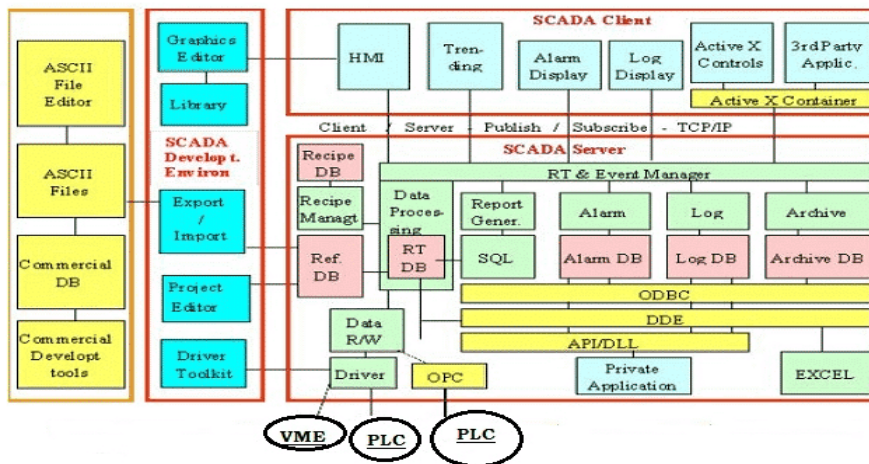 ASCII
File
Editor
ASCII
Files
Commercial
DB
Commercial
Developt
tools
Graphics
Editor
Library
SCADA
Developt.
Environ
Export
/
Import
Project
Editor
Driver
Toolkit
SCADA Client
HMI
Tren-
ding
Alarm
Display
Log
Display
Active X
Controls
3rd Party
Applic.
Active X Container
Client / Server - Publish / Subscribe - TCP/IP
SCADA Server
Recipe
DB
Recipe
Managt
Ref.
DB
RT & Event Manager
Data
Proces-
sing
RT
DB
Report
Gener.
SQL
Alarm
Alarm DB
Log
Log DB
Archive
Archive DB
ODBC
DDE
API/DLL
Data
R/W
Driver
OPC
Private
Application
EXCEL
VME
PLC
PLC